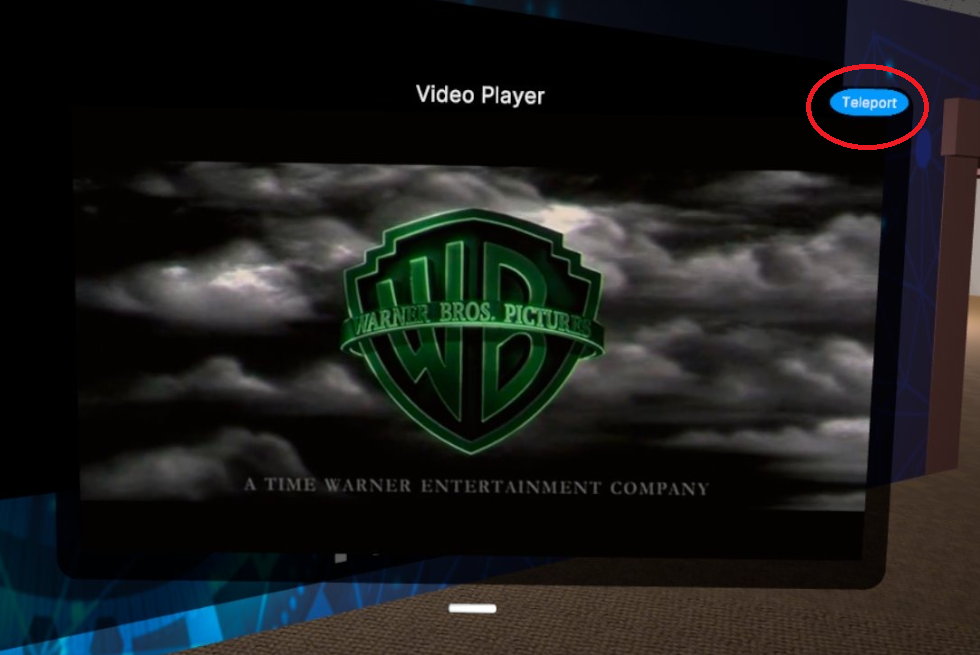 Video Player
Teleport
WB
WARNER BROS. PICTURES
A TIME WARNER ENTERTAINMENT COMPANY